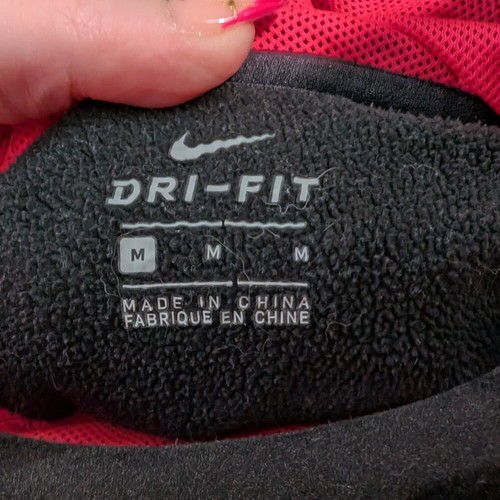 DRI-FIT
M M M
MADE IN CHINA
FABRIQUE EN CHINE